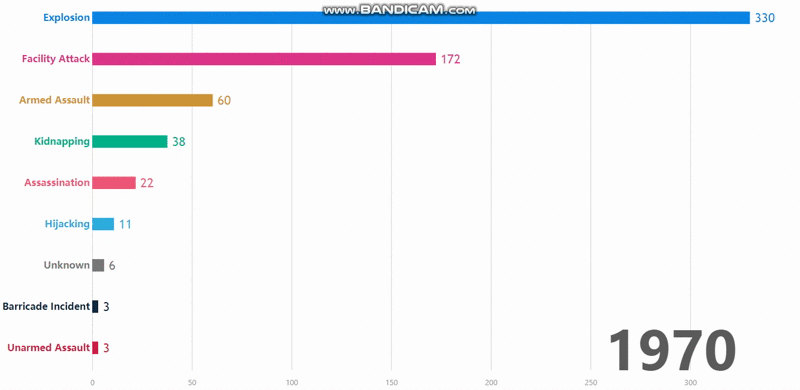 www.BANDICAM.com
Explosion 330
Facility Attack 172
Armed Assault 60
Kidnapping 38
Assassination 22
Hijacking 11
Unknown 6
Barricade Incident 3
Unarmed Assault 3
1970
0 50 100 150 200 250 300